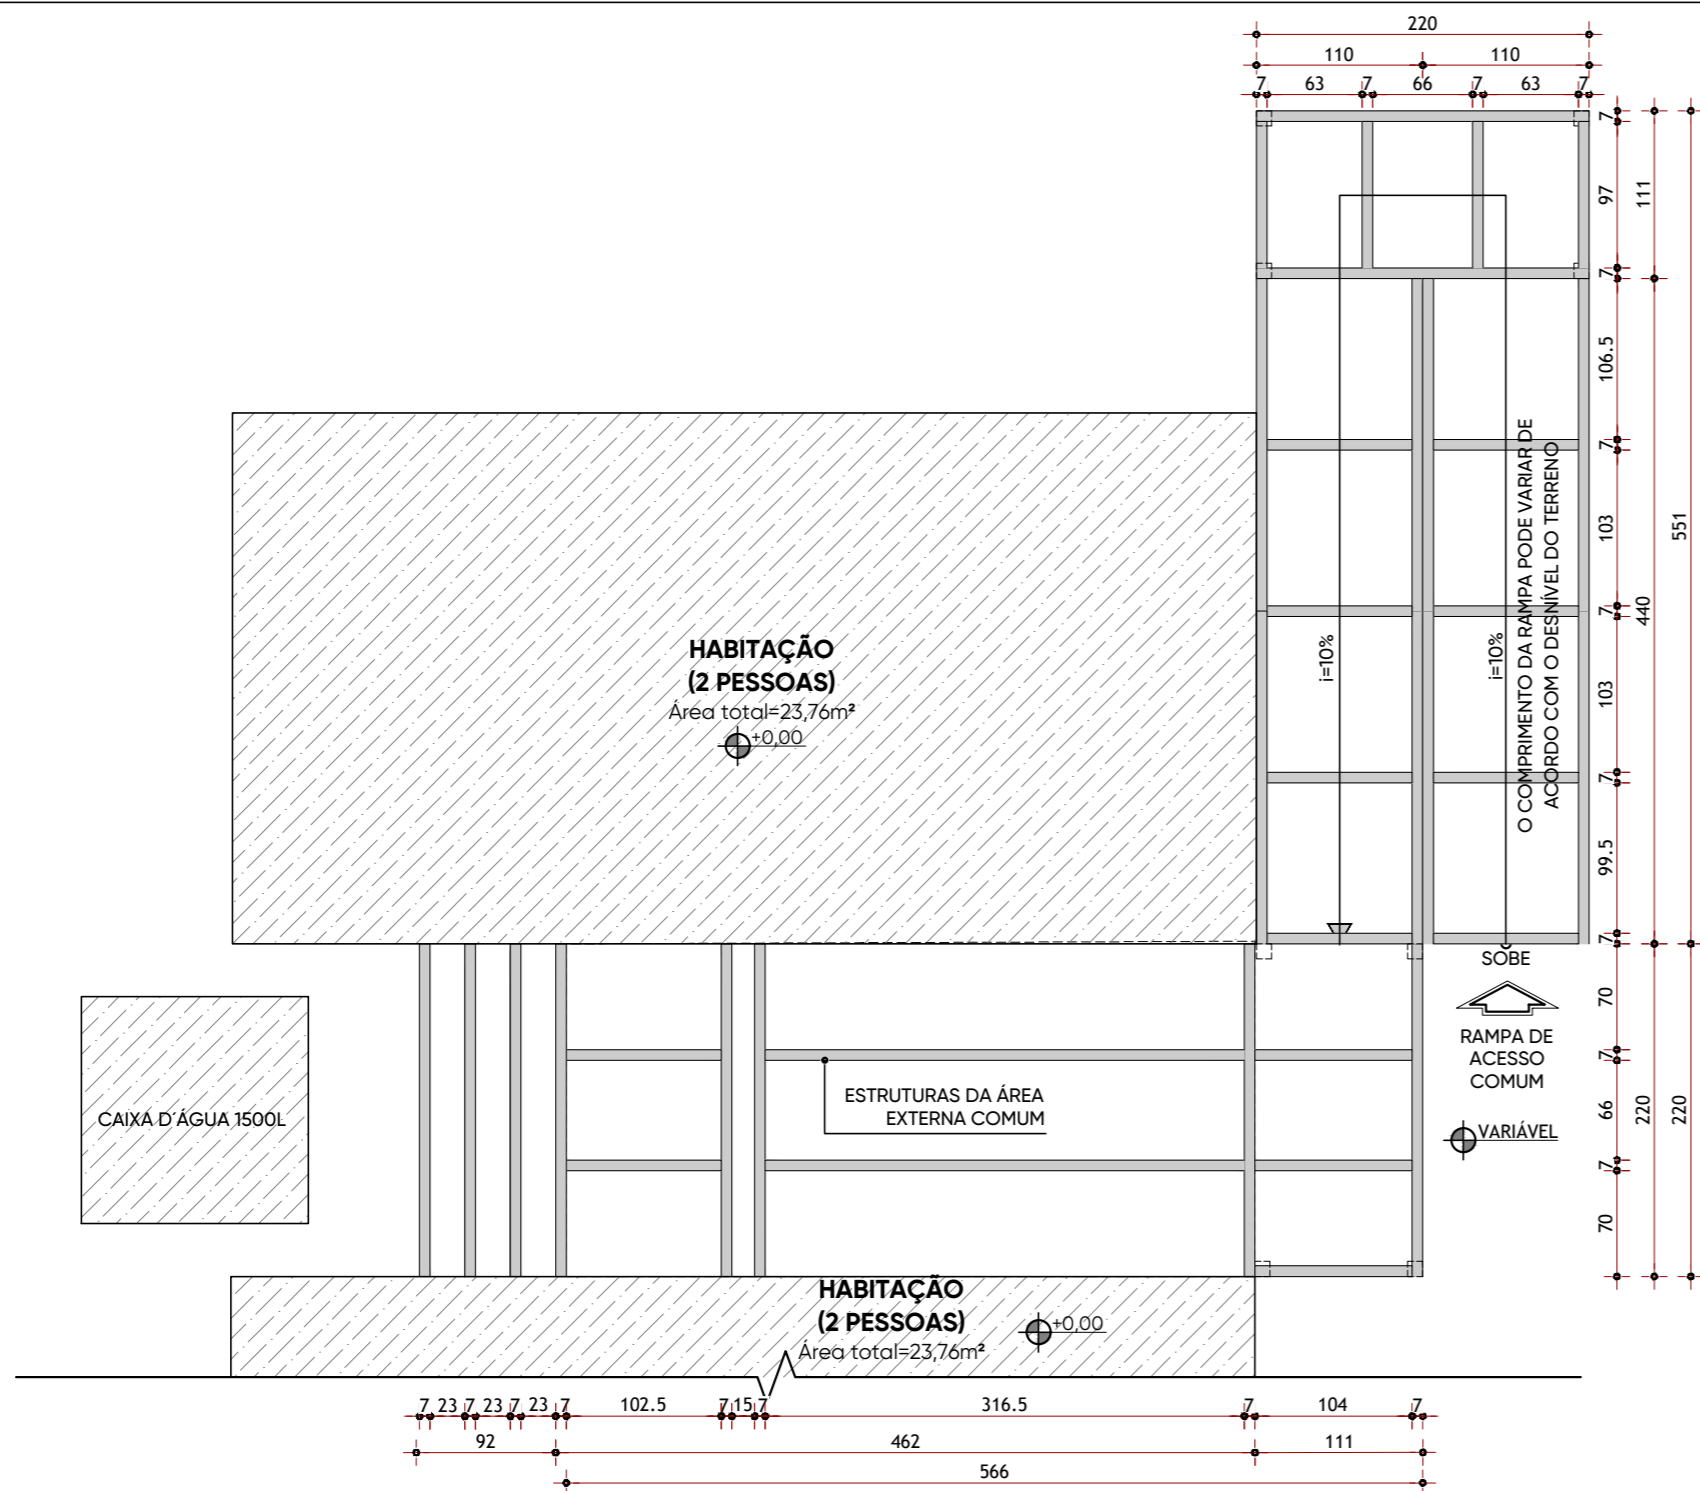 220
110 110
7 63 7 66 7 63 7
7
97
111
7
106.5
7
103
551
7
440
103
7
99.5
7
O COMPRIMENTO DA RAMPA PODE VARIAR DE
ACORDO COM O DESNÍVEL DO TERRENO
i=10%
i=10%
HABITAÇÃO
(2 PESSOAS)
Área total=23,76m²
+0,00
SOBE
RAMPA DE
ACESSO
COMUM
VARIÁVEL
70
7
66
220
220
7
70
ESTRUTURAS DA ÁREA
EXTERNA COMUM
CAIXA D´ÁGUA 1500L
HABITAÇÃO
(2 PESSOAS)
Área total=23,76m²
+0,00
7 23 7 23 7 23 7 102.5 7 15 7 316.5 7 104 7
92 462 111
566